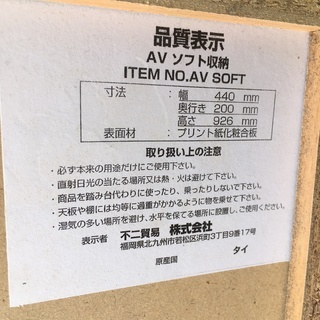 品質表示
AV ソフト収納
ITEM NO.AV SOFT
寸法 : 幅 440 mm
奥行き 200 mm
高さ 926 mm
表面材 : プリント紙化粧合板
取り扱い上の注意
・必ず本来の用途だけにご使用下さい。
・直射日光の当たる場所又は熱・火は避けて下さい。
・商品を踏み台代わりに使ったり、乗ったりしないで下さい。
・天板や棚には均等に過重がかかるように物を乗せて下さい。
・湿気の多い場所を避け、水平を保てる場所に設置し、ご使用ください。
表示者 不二貿易 株式会社
福岡県北九州市若松区浜町3丁目9番17号
原産国 タイ